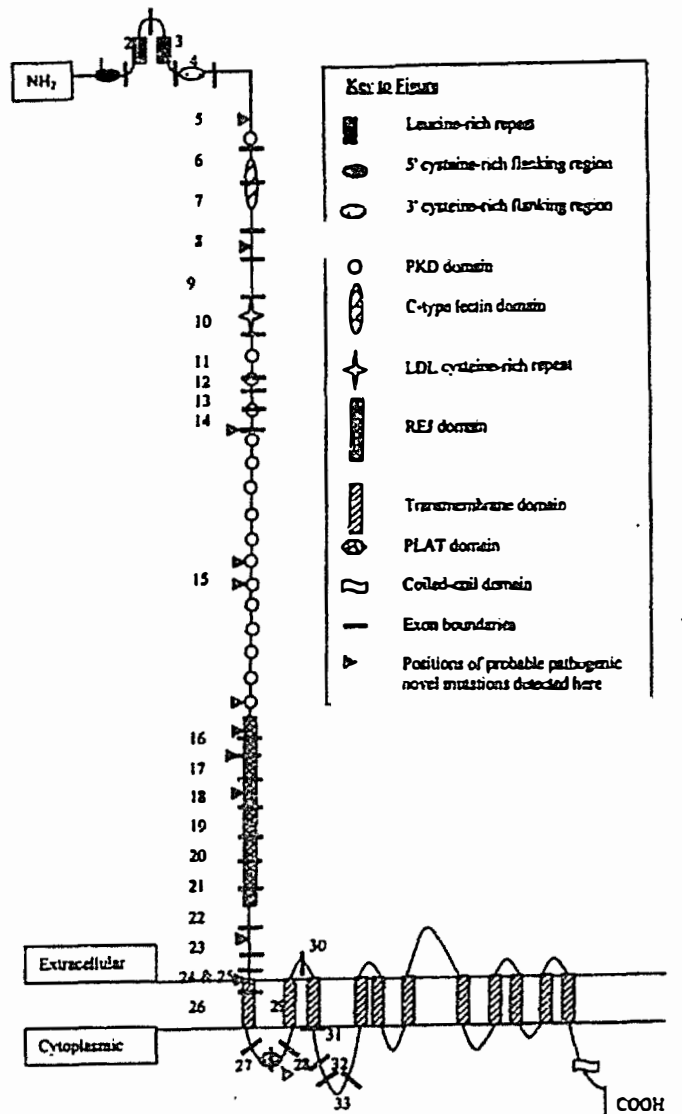 2 3
1
4
NH₂
Key to Figure
Leucine-rich repeat
5' cysteine-rich flanking region
3' cysteine-rich flanking region
PKD domain
C-type lectin domain
LDL cysteine-rich repeat
REJ domain
Transmembrane domain
PLAT domain
Coiled-coil domain
Exon boundaries
Positions of probable pathogenic
novel mutations detected here
5
6
7
8
9
10
11
12
13
14
15
16
17
18
19
20
21
22
23
30
Extracellular
24 & 25
26
29
31
Cytoplasmic
27
28
32
33
COOH